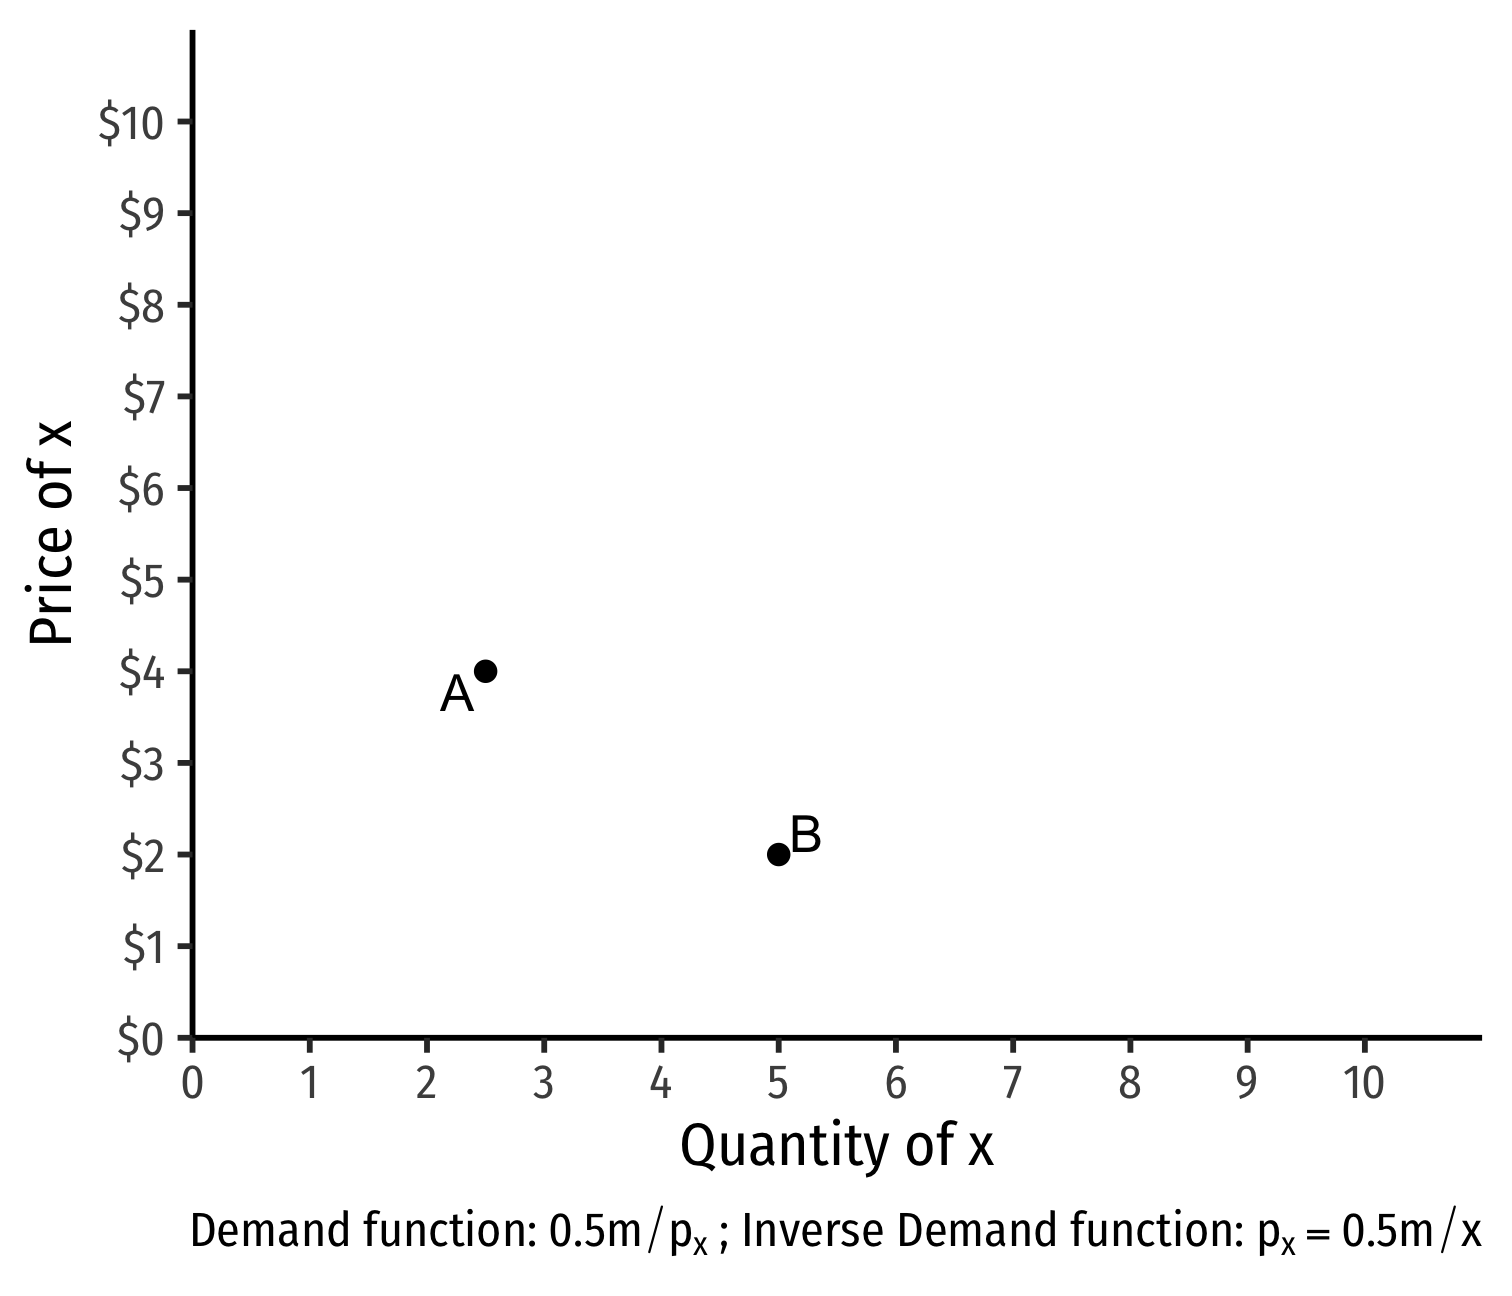 $10
$9
$8
$7
$6
$5
$4
$3
$2
$1
$0
Price of x
A
B
0 1 2 3 4 5 6 7 8 9 10
Quantity of x
Demand function: 0.5m/pₓ ; Inverse Demand function: pₓ = 0.5m/x